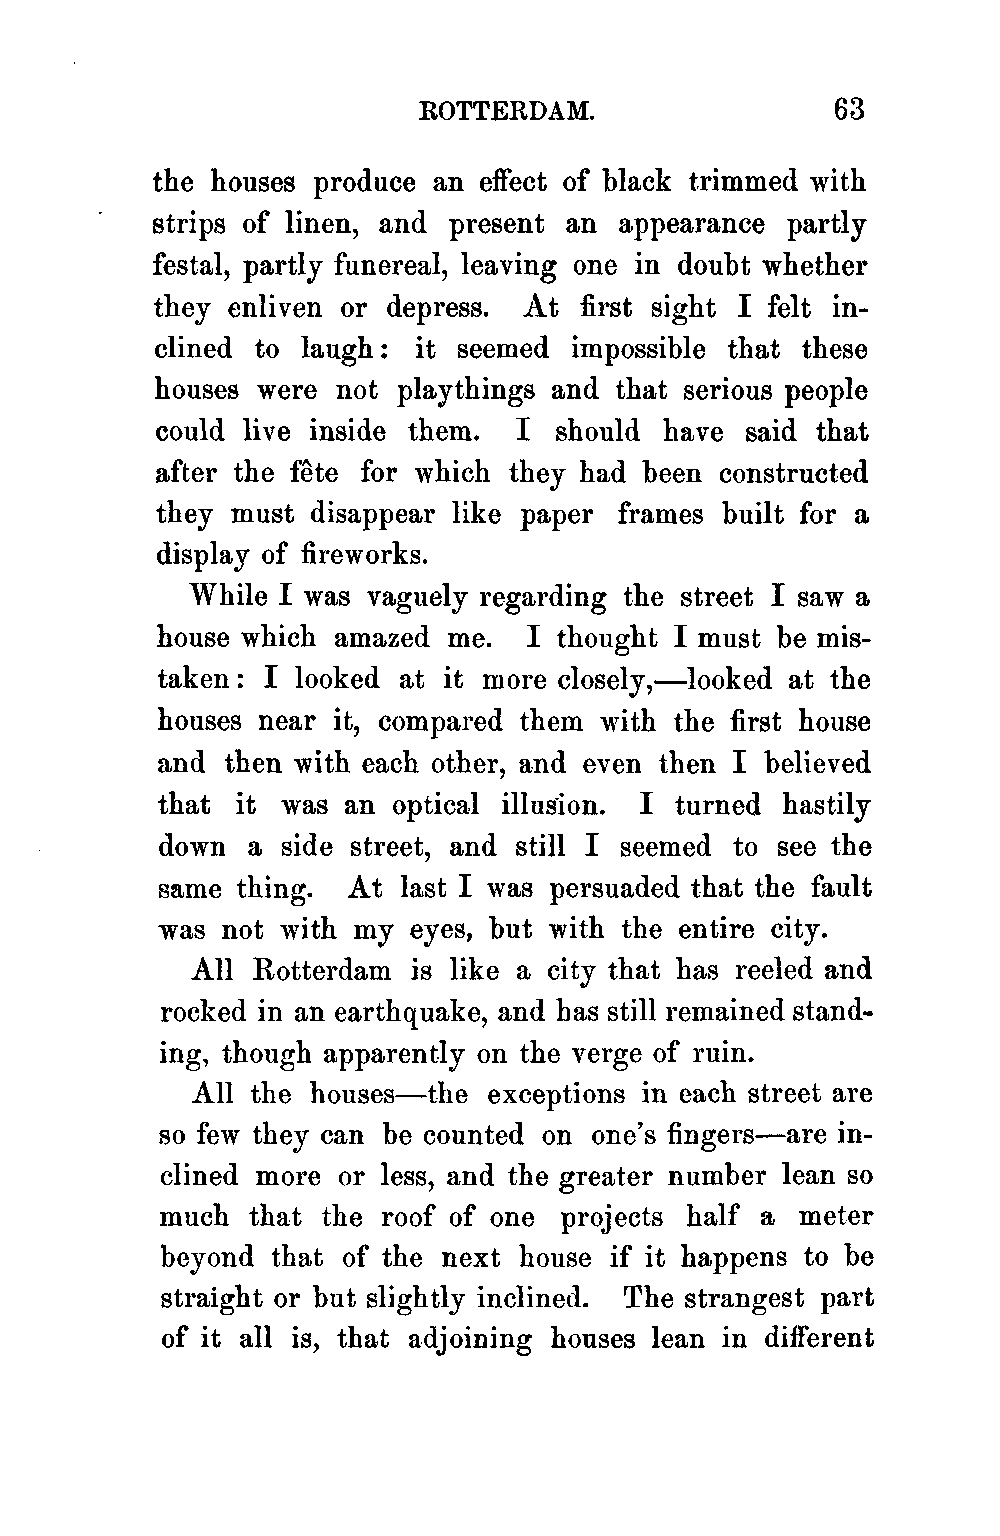 ROTTERDAM. 63
the houses produce an effect of black trimmed with
strips of linen, and present an appearance partly
festal, partly funereal, leaving one in doubt whether
they enliven or depress. At first sight I felt in-
clined to laugh: it seemed impossible that these
houses were not playthings and that serious people
could live inside them. I should have said that
after the fête for which they had been constructed
they must disappear like paper frames built for a
display of fireworks.
While I was vaguely regarding the street I saw a
house which amazed me. I thought I must be mis-
taken: I looked at it more closely,—looked at the
houses near it, compared them with the first house
and then with each other, and even then I believed
that it was an optical illusion. I turned hastily
down a side street, and still I seemed to see the
same thing. At last I was persuaded that the fault
was not with my eyes, but with the entire city.
All Rotterdam is like a city that has reeled and
rocked in an earthquake, and has still remained stand-
ing, though apparently on the verge of ruin.
All the houses—the exceptions in each street are
so few they can be counted on one's fingers—are in-
clined more or less, and the greater number lean so
much that the roof of one projects half a meter
beyond that of the next house if it happens to be
straight or but slightly inclined. The strangest part
of it all is, that adjoining houses lean in different